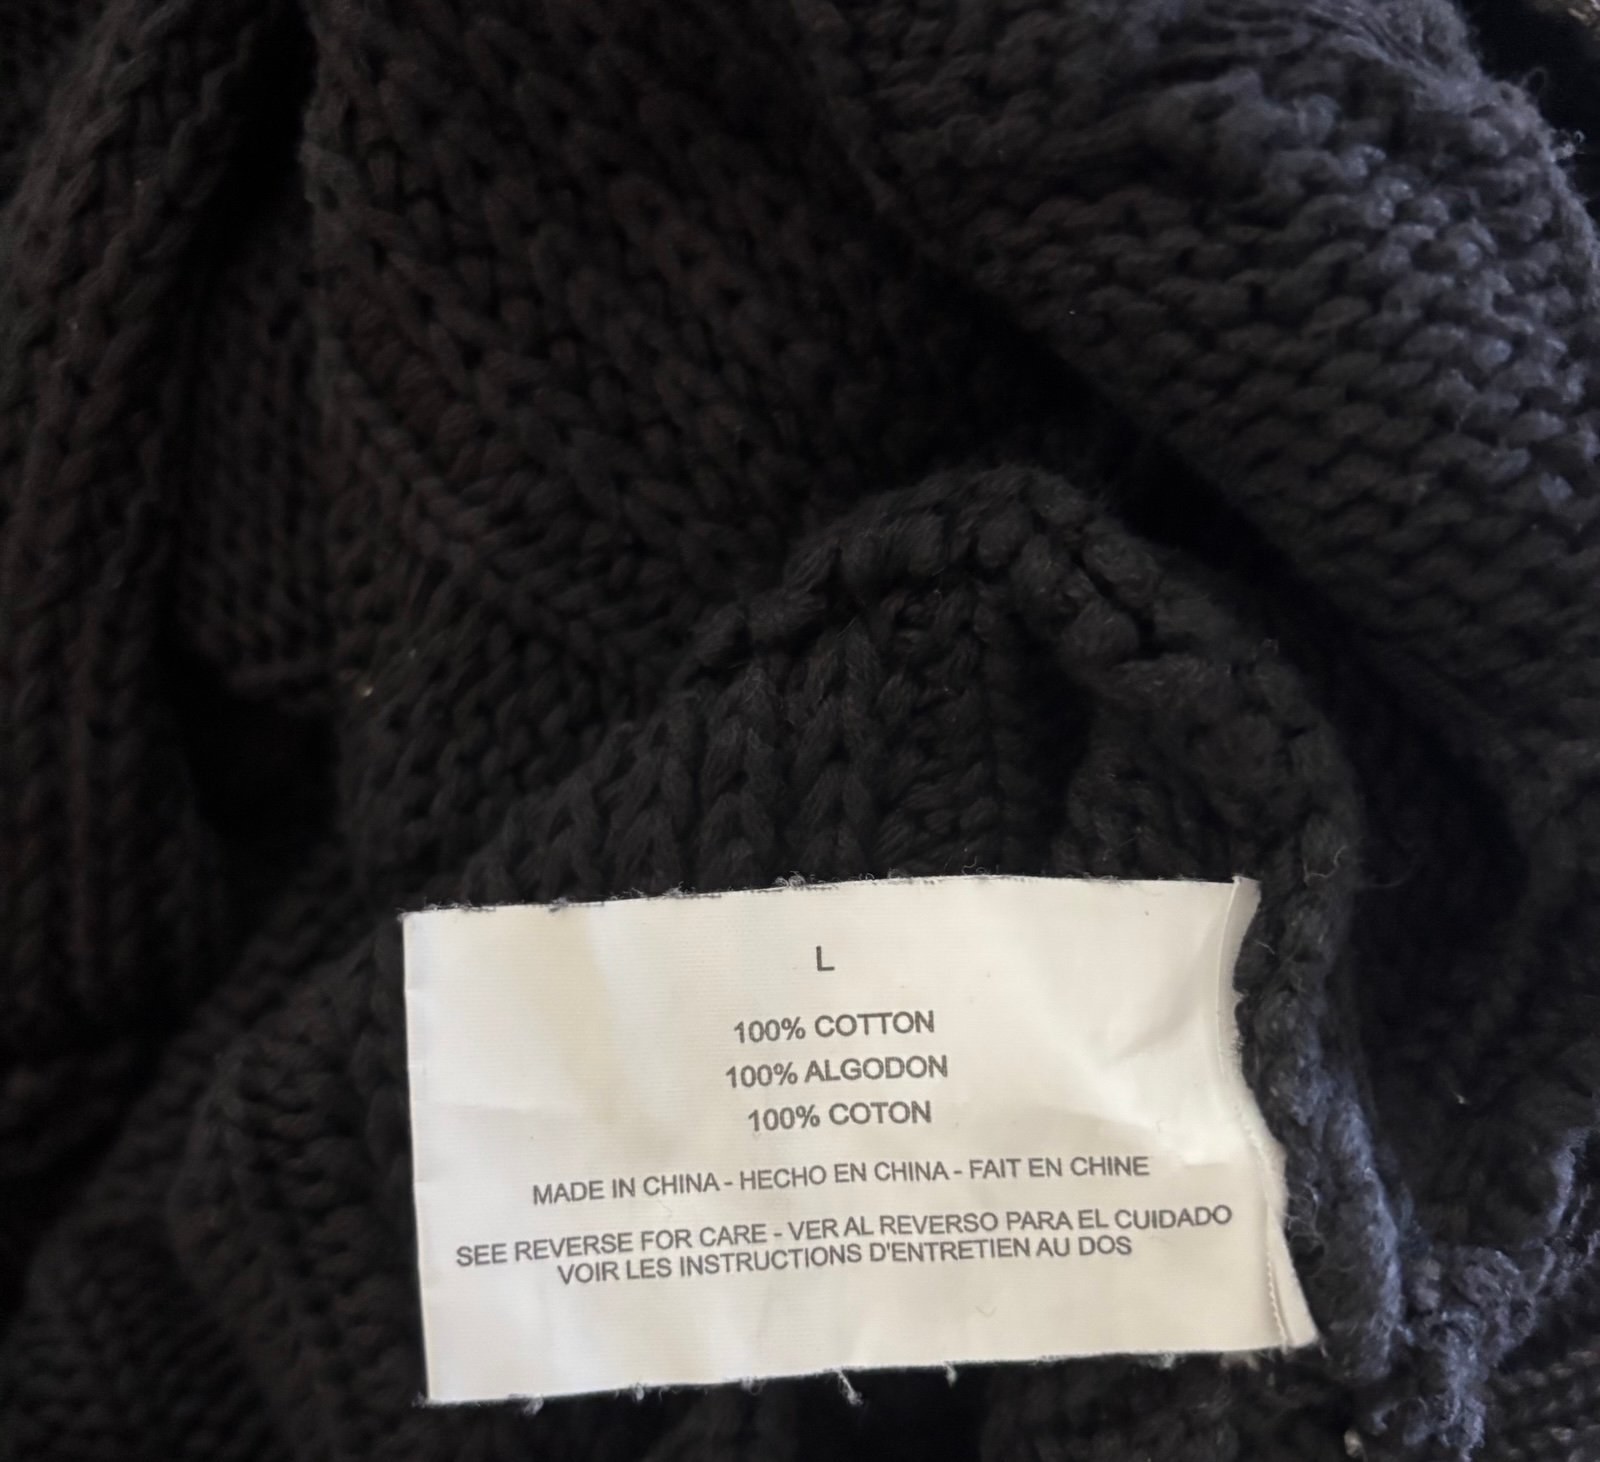 L
100% COTTON
100% ALGODON
100% COTON
MADE IN CHINA - HECHO EN CHINA - FAIT EN CHINE
SEE REVERSE FOR CARE - VER AL REVERSO PARA EL CUIDADO
VOIR LES INSTRUCTIONS D'ENTRETIEN AU DOS